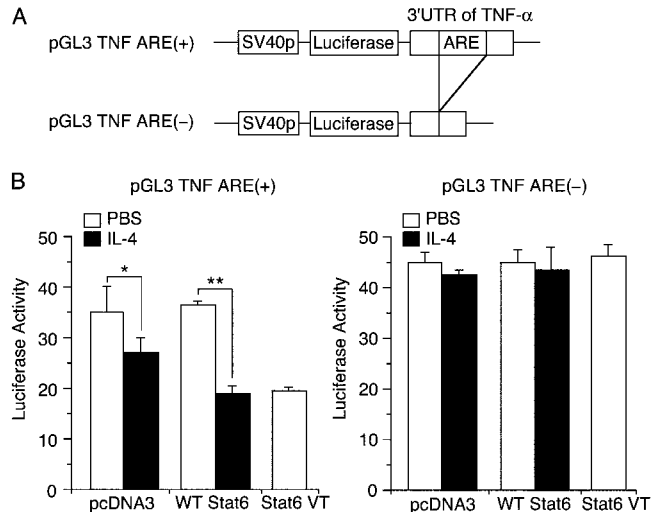 A
3'UTR of TNF-α
pGL3 TNF ARE(+)
SV40p
Luciferase
ARE
pGL3 TNF ARE(−)
SV40p
Luciferase
B
pGL3 TNF ARE(+)
PBS
IL-4
Luciferase Activity
50
40
30
20
10
0
*
**
pcDNA3
WT Stat6
Stat6 VT
pGL3 TNF ARE(−)
PBS
IL-4
Luciferase Activity
50
40
30
20
10
0
pcDNA3
WT Stat6
Stat6 VT